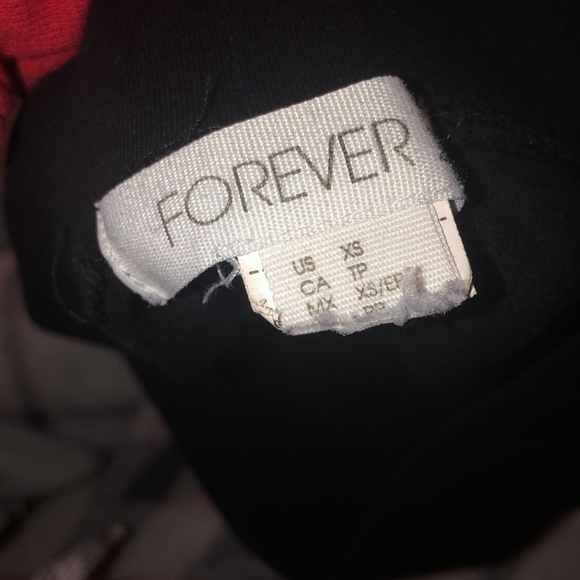 FOREVER
US XS
CA TP
MX XS/EP